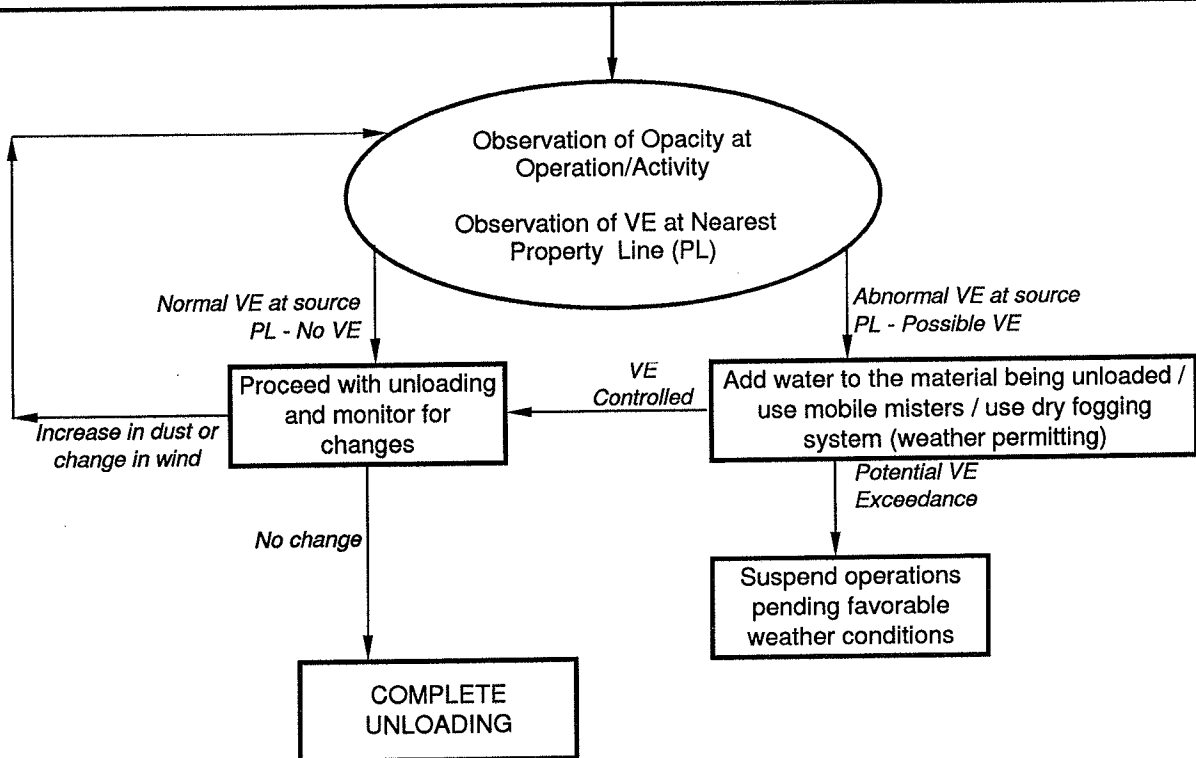 Observation of Opacity at
Operation/Activity
Observation of VE at Nearest
Property Line (PL)
Normal VE at source
PL - No VE
Abnormal VE at source
PL - Possible VE
Proceed with unloading
and monitor for
changes
VE
Controlled
Add water to the material being unloaded /
use mobile misters / use dry fogging
system (weather permitting)
Increase in dust or
change in wind
Potential VE
Exceedance
No change
Suspend operations
pending favorable
weather conditions
COMPLETE
UNLOADING